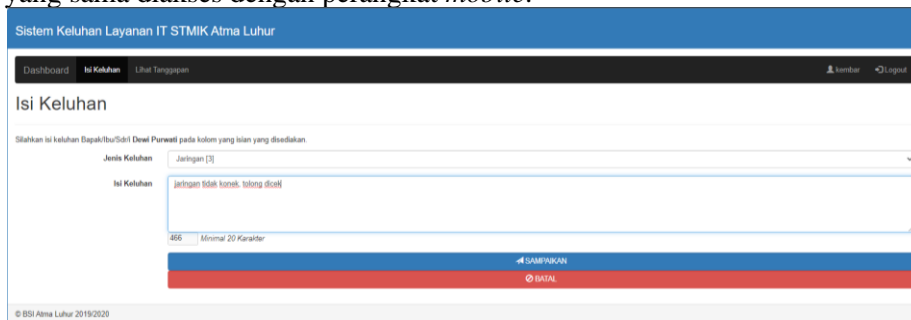 yang sama diakses dengan perangkat mobile.
Sistem Keluhan Layanan IT STMIK Atma Luhur
Dashboard Isi Keluhan Lihat Tanggapan kembar Logout
Isi Keluhan
Silahkan isi keluhan Bapak/Ibu/Sdr/i Dewi Purwati pada kolom yang isian yang disediakan.
Jenis Keluhan Jaringan [3]
Isi Keluhan jaringan tidak konek, tolong dicek
466 Minimal 20 Karakter
SAMPAIKAN
BATAL
© BSI Atma Luhur 2019/2020